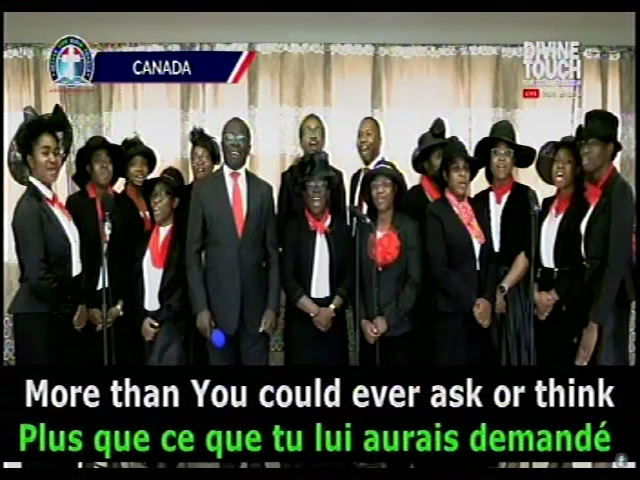 CANADA
DIVINE
TOUCH
LIVE
More than You could ever ask or think
Plus que ce que tu lui aurais demandé